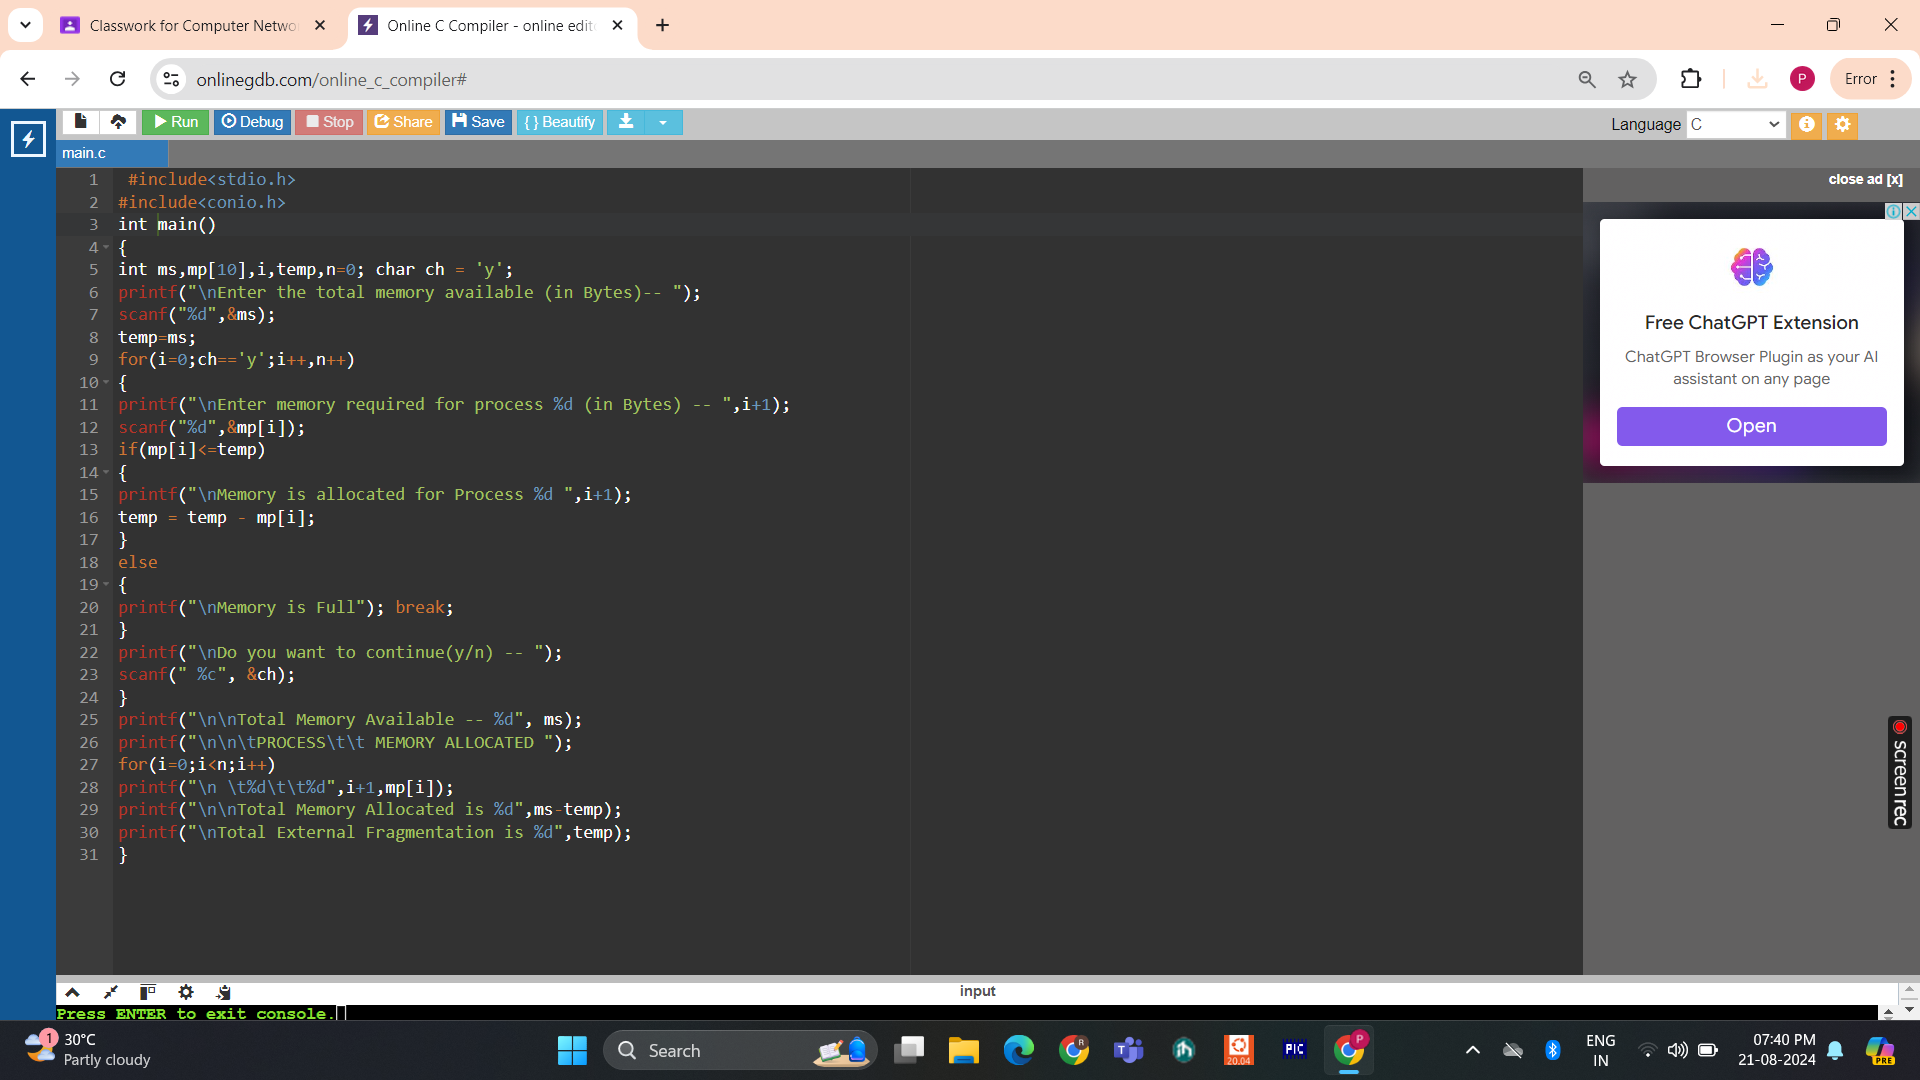 Classwork for Computer Netwo
Online C Compiler - online edit
onlinegdb.com/online_c_compiler#
P
Error
Run
Debug
Stop
Share
Save
{ } Beautify
Language C
main.c
1 #include<stdio.h>
2 #include<conio.h>
3 int main()
4 {
5 int ms,mp[10],i,temp,n=0; char ch = 'y';
6 printf("\nEnter the total memory available (in Bytes)-- ");
7 scanf("%d",&ms);
8 temp=ms;
9 for(i=0;ch=='y';i++,n++)
10 {
11 printf("\nEnter memory required for process %d (in Bytes) -- ",i+1);
12 scanf("%d",&mp[i]);
13 if(mp[i]<=temp)
14 {
15 printf("\nMemory is allocated for Process %d ",i+1);
16 temp = temp - mp[i];
17 }
18 else
19 {
20 printf("\nMemory is Full"); break;
21 }
22 printf("\nDo you want to continue(y/n) -- ");
23 scanf(" %c", &ch);
24 }
25 printf("\n\nTotal Memory Available -- %d", ms);
26 printf("\n\n\tPROCESS\t\t MEMORY ALLOCATED ");
27 for(i=0;i<n;i++)
28 printf("\n \t%d\t\t%d",i+1,mp[i]);
29 printf("\n\nTotal Memory Allocated is %d",ms-temp);
30 printf("\nTotal External Fragmentation is %d",temp);
31 }
close ad [x]
Free ChatGPT Extension
ChatGPT Browser Plugin as your AI
assistant on any page
Open
screen rec
input
Press ENTER to exit console.
1
30°C
Partly cloudy
Search
R
T
20.04
PIC
P
ENG
IN
07:40 PM
21-08-2024
PRE